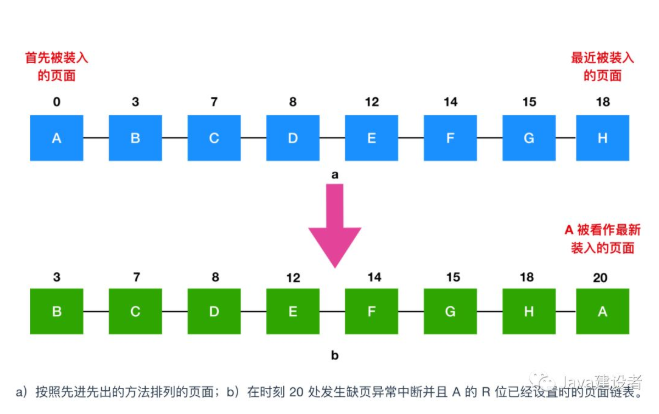 首先被装入
的页面
最近被装入
的页面
0 3 7 8 12 14 15 18
A B C D E F G H
a
A 被看作最新
装入的页面
3 7 8 12 14 15 18 20
B C D E F G H A
b
a）按照先进先出的方法排列的页面；b）在时刻 20 处发生缺页异常中断并且 A 的 R 位已经设置时的页面链表。
Java建设者